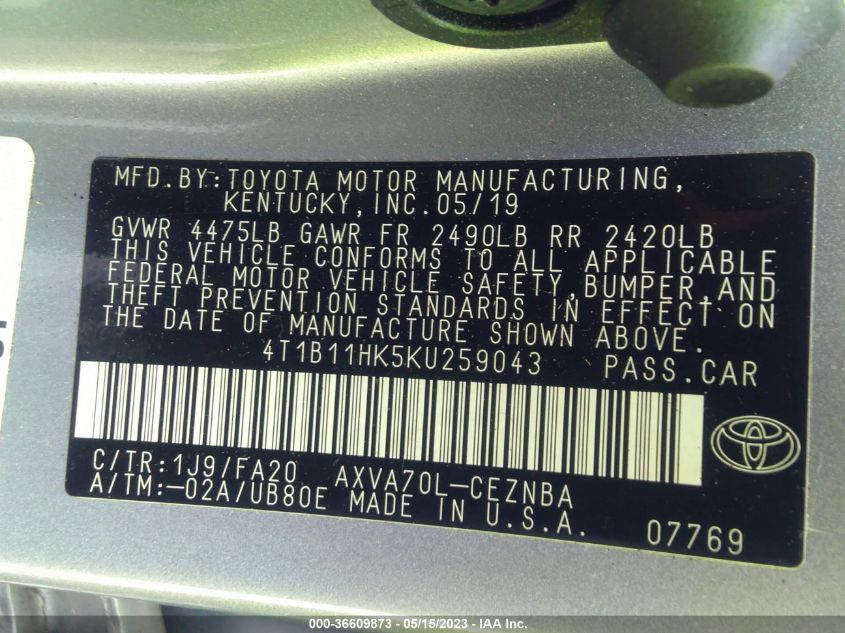 MFD.BY:TOYOTA MOTOR MANUFACTURING,
KENTUCKY,INC.05/19
GVWR 4475LB GAWR FR 2490LB RR 2420LB
THIS VEHICLE CONFORMS TO ALL APPLICABLE
FEDERAL MOTOR VEHICLE SAFETY,BUMPER,AND
THEFT PREVENTION STANDARDS IN EFFECT ON
THE DATE OF MANUFACTURE SHOWN ABOVE.
4T1B11HK5KU259043 PASS.CAR
C/TR:1J9/FA20 AXVA70L-CEZNBA
A/TM:-02A/UB80E MADE IN U.S.A. 07769
000-36609873 - 05/15/2023 - IAA Inc.